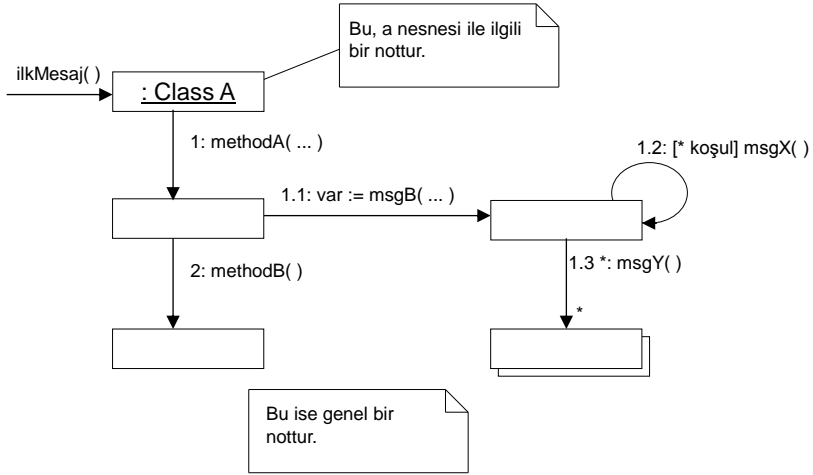 Bu, a nesnesi ile ilgili
bir nottur.
ilkMesaj( )
: Class A
1: methodA( ... )
1.2: [* koşul] msgX( )
1.1: var := msgB( ... )
2: methodB( )
1.3 *: msgY( )
*
Bu ise genel bir
nottur.